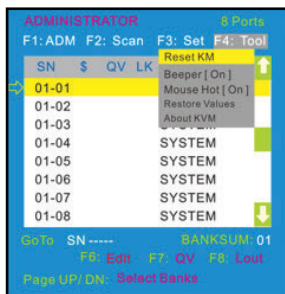 ADMINISTRATOR 8 Ports
F1: ADM F2: Scan F3: Set F4: Tool
SN $ QV LK
Reset KM
Beeper [ On ]
Mouse Hot [ On ]
Restore Values
About KVM
01-01
01-02
01-03 SYSTEM
01-04 SYSTEM
01-05 SYSTEM
01-06 SYSTEM
01-07 SYSTEM
01-08 SYSTEM
GoTo SN ----- BANKSUM: 01
F6: Edit F7: QV F8: Lout
Page UP/ DN: Select Banks